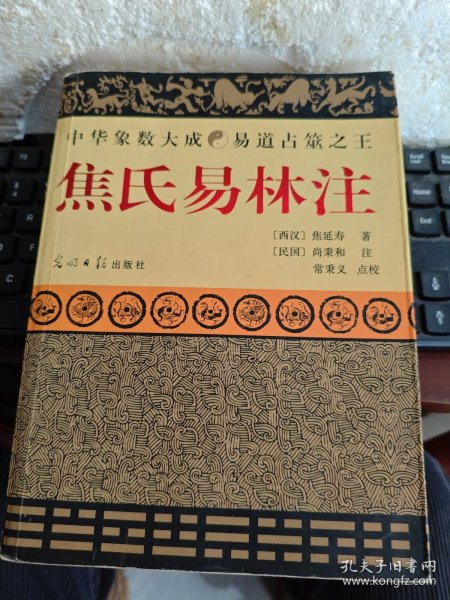 中华象数大成 易道占筮之王
焦氏易林注
〔西汉〕焦延寿 著
〔民国〕尚秉和 注
常秉义 点校
光明日报出版社
孔夫子旧书网
www.kongfz.com